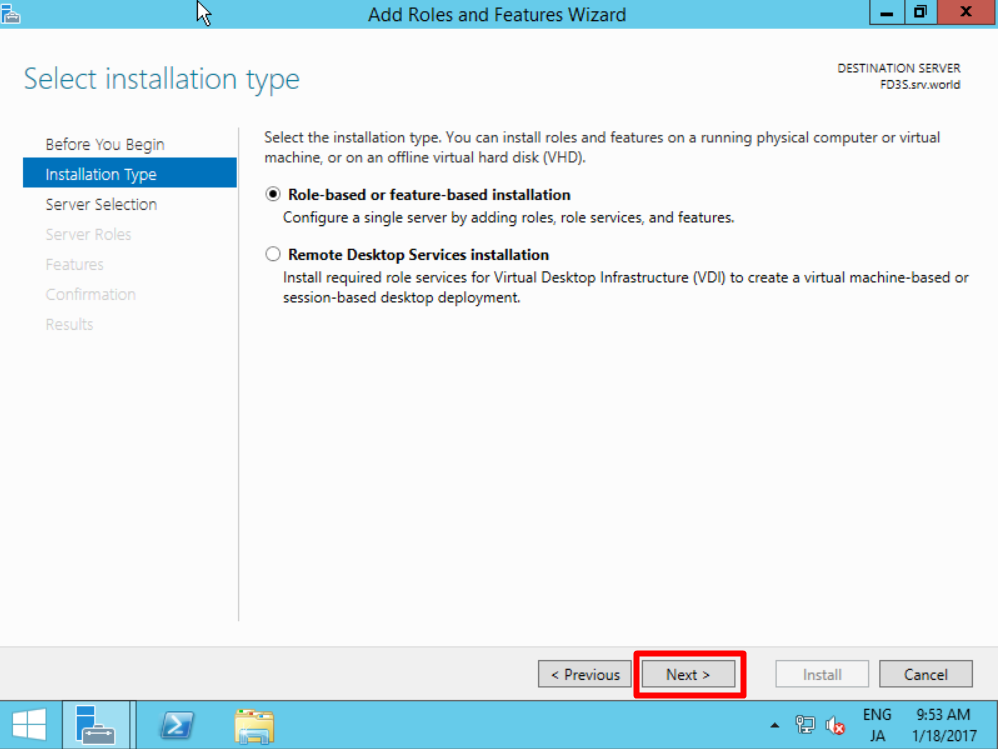 Add Roles and Features Wizard
Select installation type
DESTINATION SERVER
FD3S.srv.world
Before You Begin
Installation Type
Server Selection
Server Roles
Features
Confirmation
Results
Select the installation type. You can install roles and features on a running physical computer or virtual
machine, or on an offline virtual hard disk (VHD).
Role-based or feature-based installation
Configure a single server by adding roles, role services, and features.
Remote Desktop Services installation
Install required role services for Virtual Desktop Infrastructure (VDI) to create a virtual machine-based or
session-based desktop deployment.
< Previous
Next >
Install
Cancel
ENG
JA
9:53 AM
1/18/2017